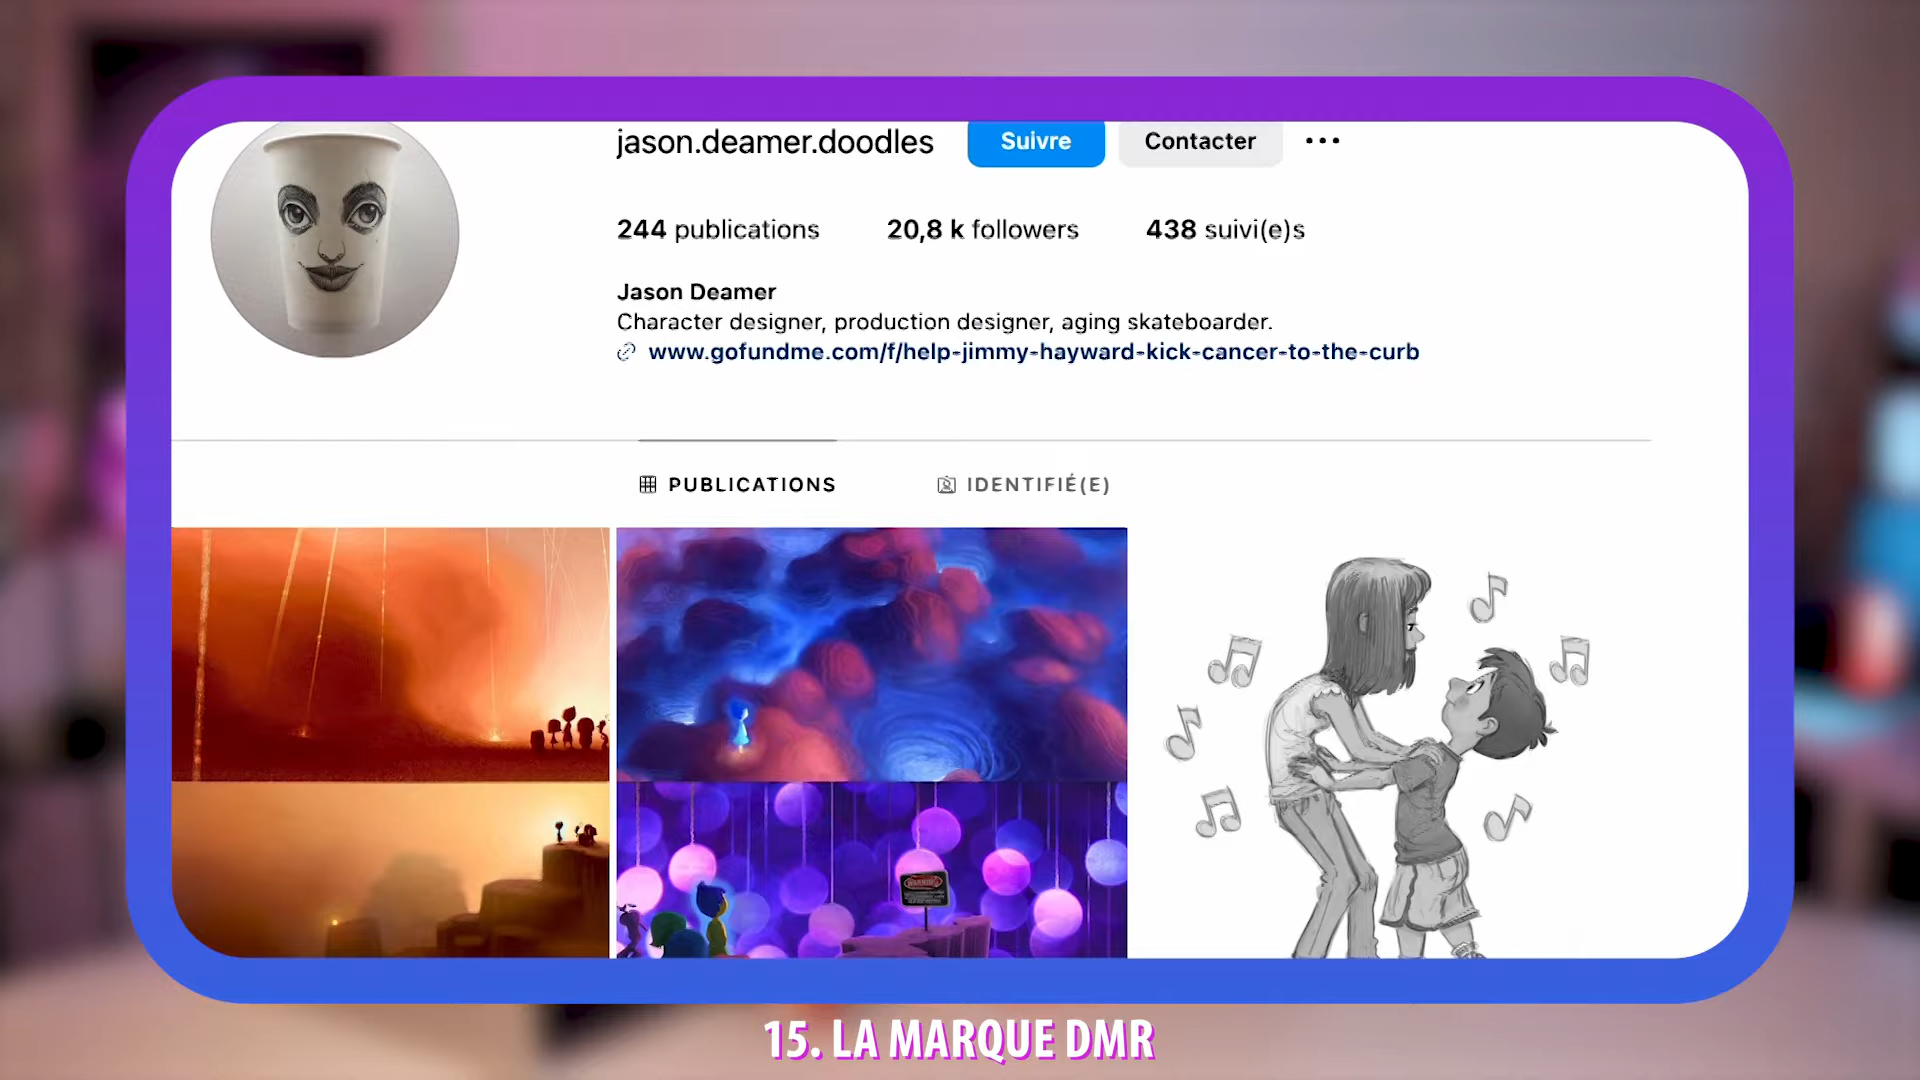 jason.deamer.doodles Suivre Contacter
244 publications 20,8 k followers 438 suivi(e)s
Jason Deamer
Character designer, production designer, aging skateboarder.
www.gofundme.com/f/help-jimmy-hayward-kick-cancer-to-the-curb
PUBLICATIONS IDENTIFIÉ(E)
WARNING
15. LA MARQUE DMR